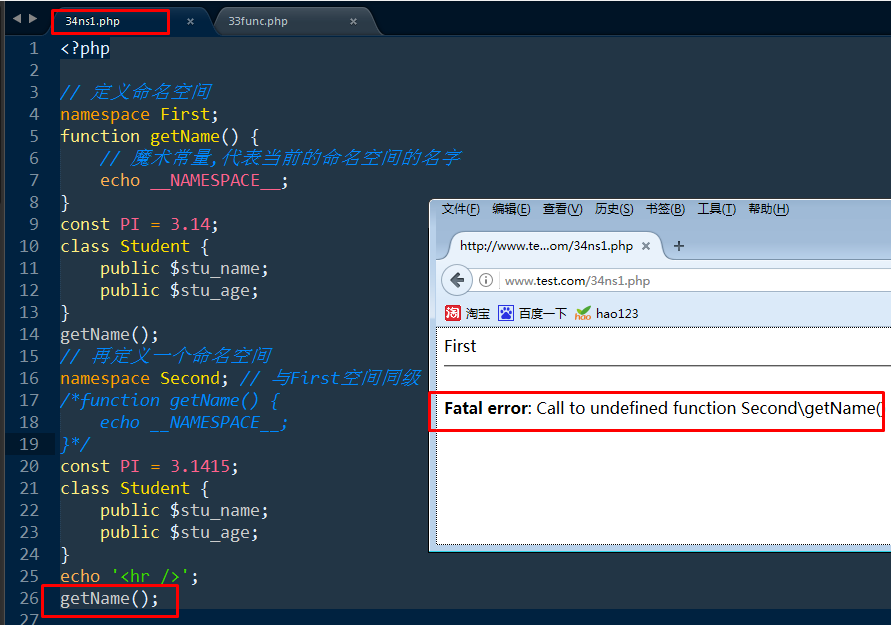 34ns1.php × 33func.php ×
1 <?php
2
3 // 定义命名空间
4 namespace First;
5 function getName() {
6 // 魔术常量,代表当前的命名空间的名字
7 echo __NAMESPACE__;
8 }
9 const PI = 3.14;
10 class Student {
11 public $stu_name;
12 public $stu_age;
13 }
14 getName();
15 // 再定义一个命名空间
16 namespace Second; // 与First空间同级
17 /*function getName() {
18 echo __NAMESPACE__;
19 }*/
20 const PI = 3.1415;
21 class Student {
22 public $stu_name;
23 public $stu_age;
24 }
25 echo '<hr />';
26 getName();
27
文件(F) 编辑(E) 查看(V) 历史(S) 书签(B) 工具(T) 帮助(H)
http://www.te...om/34ns1.php × +
www.test.com/34ns1.php
淘 淘宝 百度一下 hao hao123
First
Fatal error: Call to undefined function Second\getName(